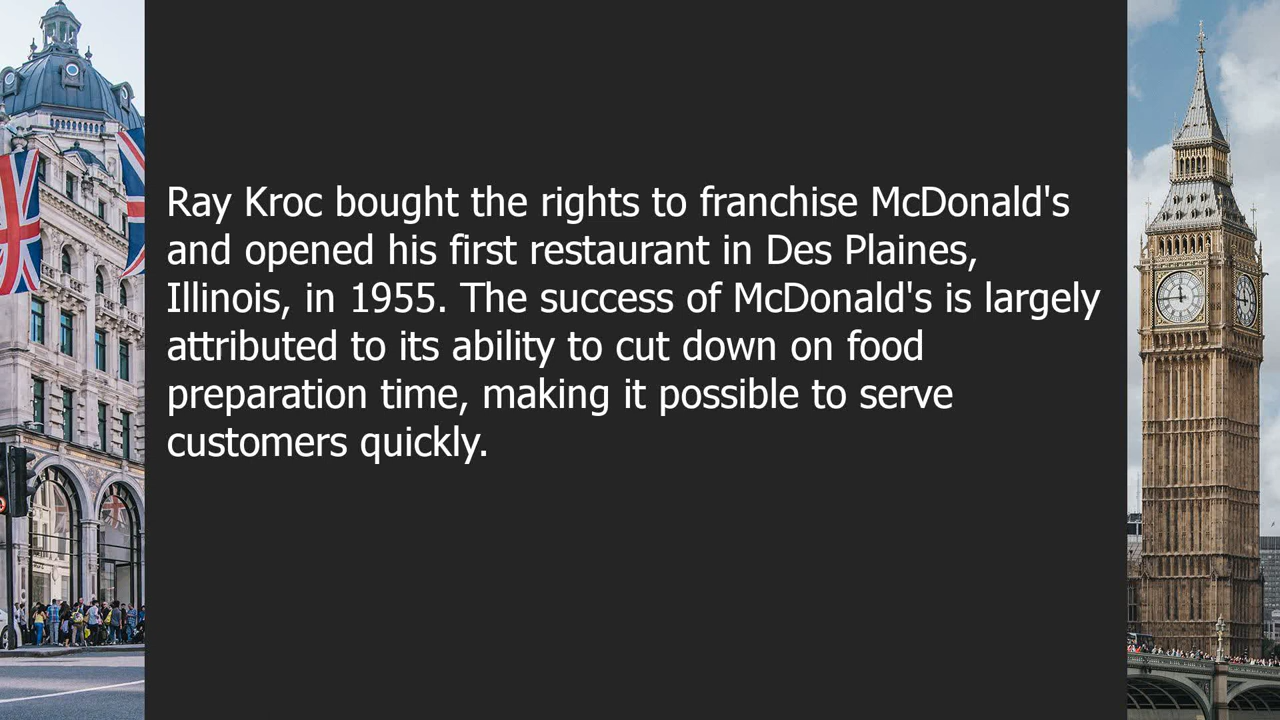 Ray Kroc bought the rights to franchise McDonald's
and opened his first restaurant in Des Plaines,
Illinois, in 1955. The success of McDonald's is largely
attributed to its ability to cut down on food
preparation time, making it possible to serve
customers quickly.